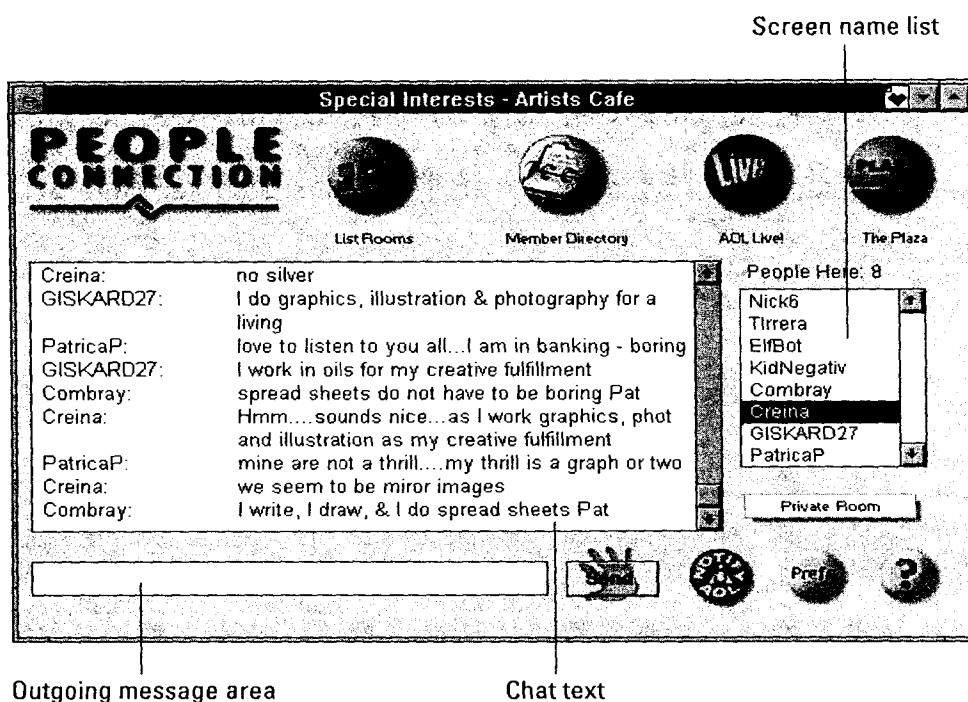 Screen name list
Special Interests - Artists Cafe
PEOPLE
CONNECTION
Live
List Rooms
Member Directory
AOL Live!
The Plaza
People Here: 8
Creina: no silver
GISKARD27: I do graphics, illustration & photography for a
living
PatricaP: love to listen to you all...I am in banking - boring
GISKARD27: I work in oils for my creative fulfillment
Combray: spread sheets do not have to be boring Pat
Creina: Hmm....sounds nice...as I work graphics, phot
and illustration as my creative fulfillment
PatricaP: mine are not a thrill....my thrill is a graph or two
Creina: we seem to be miror images
Combray: I write, I draw, & I do spread sheets Pat
Nick6
TIrrera
ElfBot
KidNegativ
Combray
Creina
GISKARD27
PatricaP
Private Room
Send
NOTIFY
AOL
Pref
?
Outgoing message area
Chat text